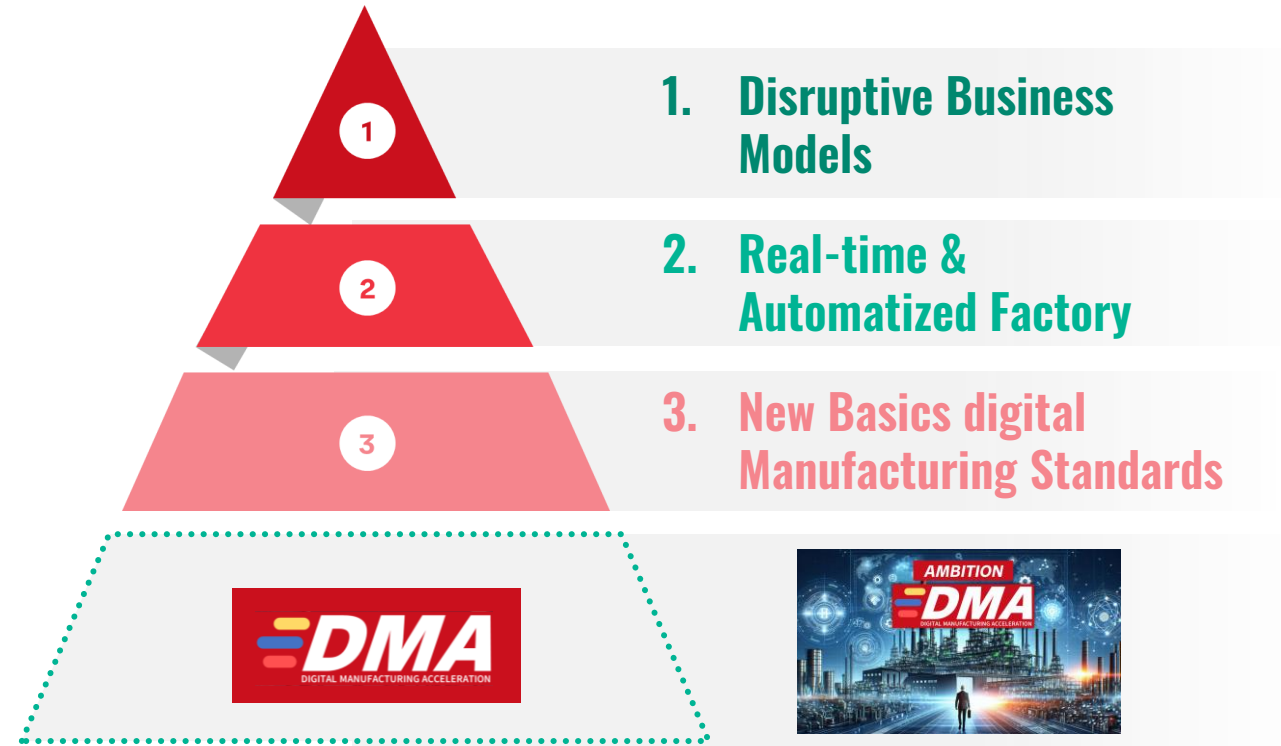 1
1. Disruptive Business
Models
2
2. Real-time &
Automatized Factory
3
3. New Basics digital
Manufacturing Standards
DMA
DIGITAL MANUFACTURING ACCELERATION
AMBITION
DMA
DIGITAL MANUFACTURING ACCELERATION